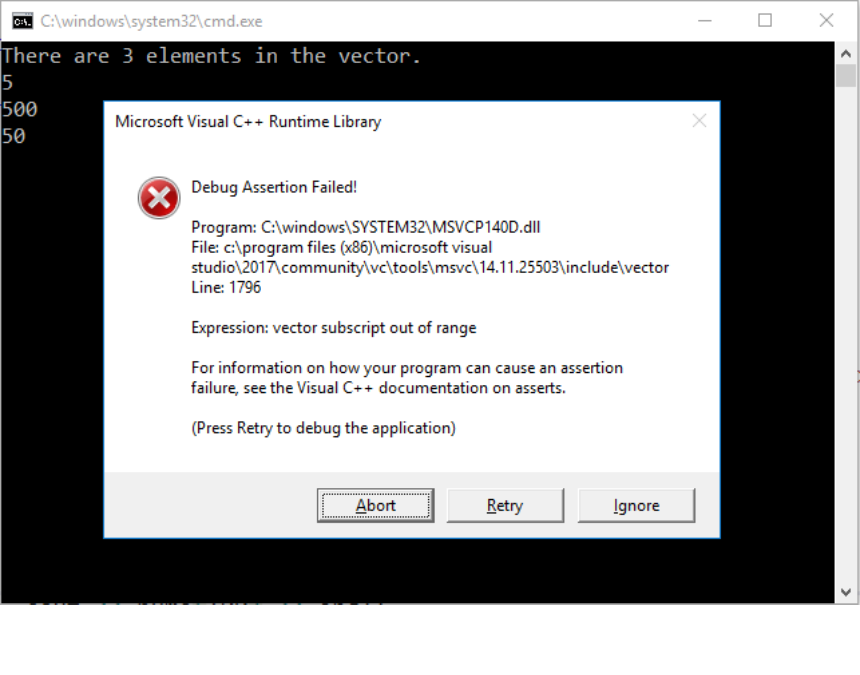 C:\windows\system32\cmd.exe
There are 3 elements in the vector.
5
500
50
Microsoft Visual C++ Runtime Library
Debug Assertion Failed!
Program: C:\windows\SYSTEM32\MSVCP140D.dll
File: c:\program files (x86)\microsoft visual
studio\2017\community\vc\tools\msvc\14.11.25503\include\vector
Line: 1796
Expression: vector subscript out of range
For information on how your program can cause an assertion
failure, see the Visual C++ documentation on asserts.
(Press Retry to debug the application)
Abort Retry Ignore